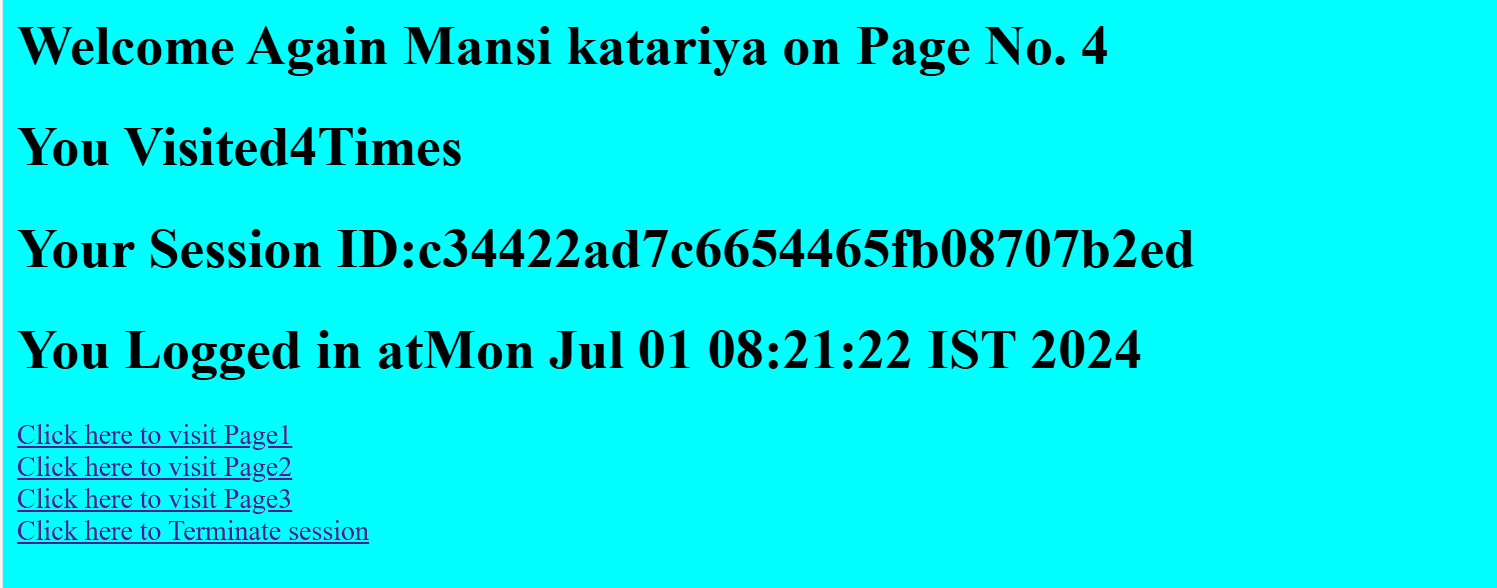 Welcome Again Mansi katariya on Page No. 4
You Visited4Times
Your Session ID:c34422ad7c6654465fb08707b2ed
You Logged in atMon Jul 01 08:21:22 IST 2024
Click here to visit Page1
Click here to visit Page2
Click here to visit Page3
Click here to Terminate session